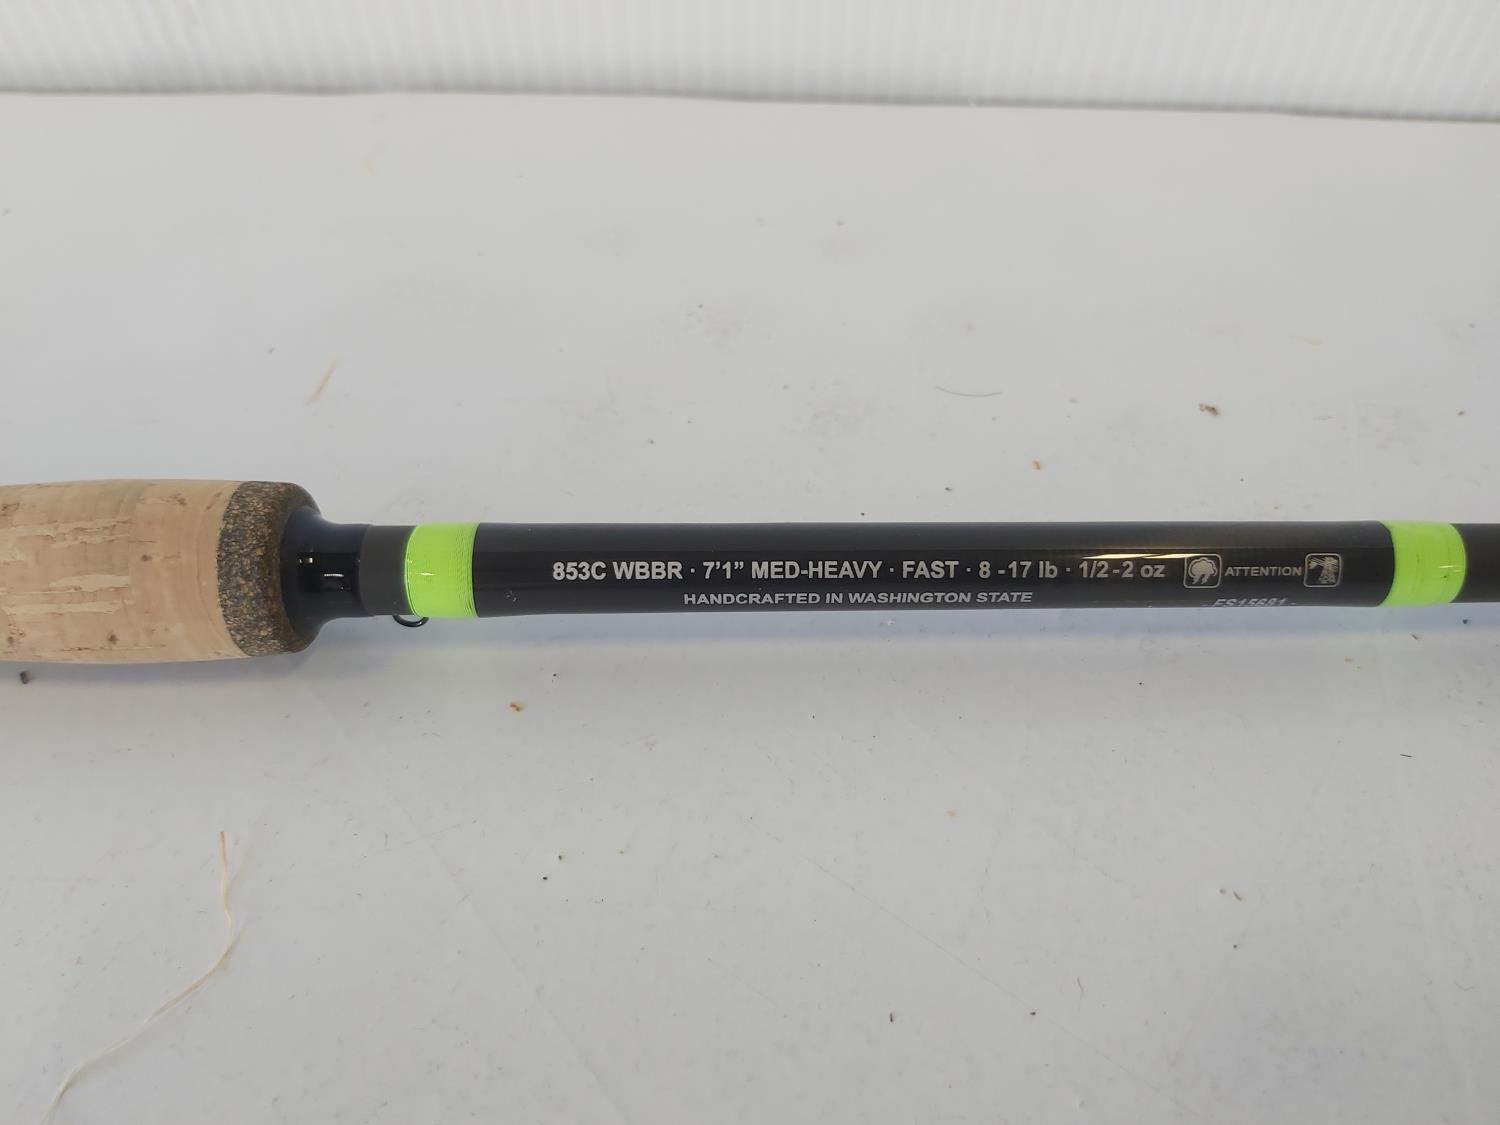 853C WBBR · 7'1" MED-HEAVY · FAST · 8 -17 lb · 1/2-2 oz ATTENTION
HANDCRAFTED IN WASHINGTON STATE